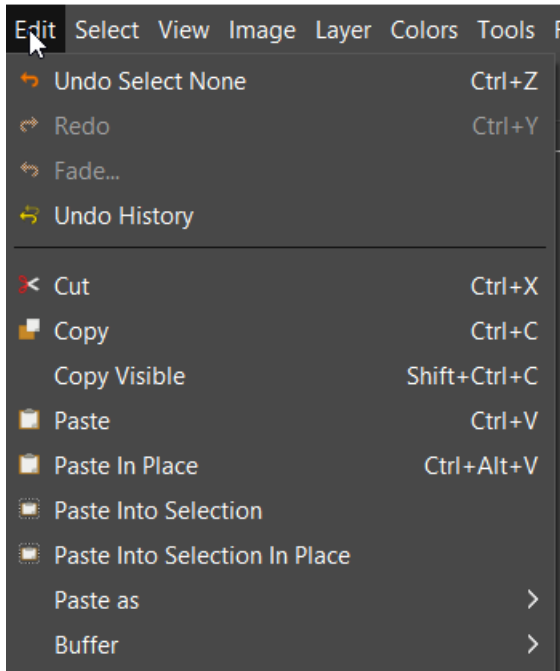 Edit Select View Image Layer Colors Tools
Undo Select None Ctrl+Z
Redo Ctrl+Y
Fade...
Undo History
Cut Ctrl+X
Copy Ctrl+C
Copy Visible Shift+Ctrl+C
Paste Ctrl+V
Paste In Place Ctrl+Alt+V
Paste Into Selection
Paste Into Selection In Place
Paste as
Buffer